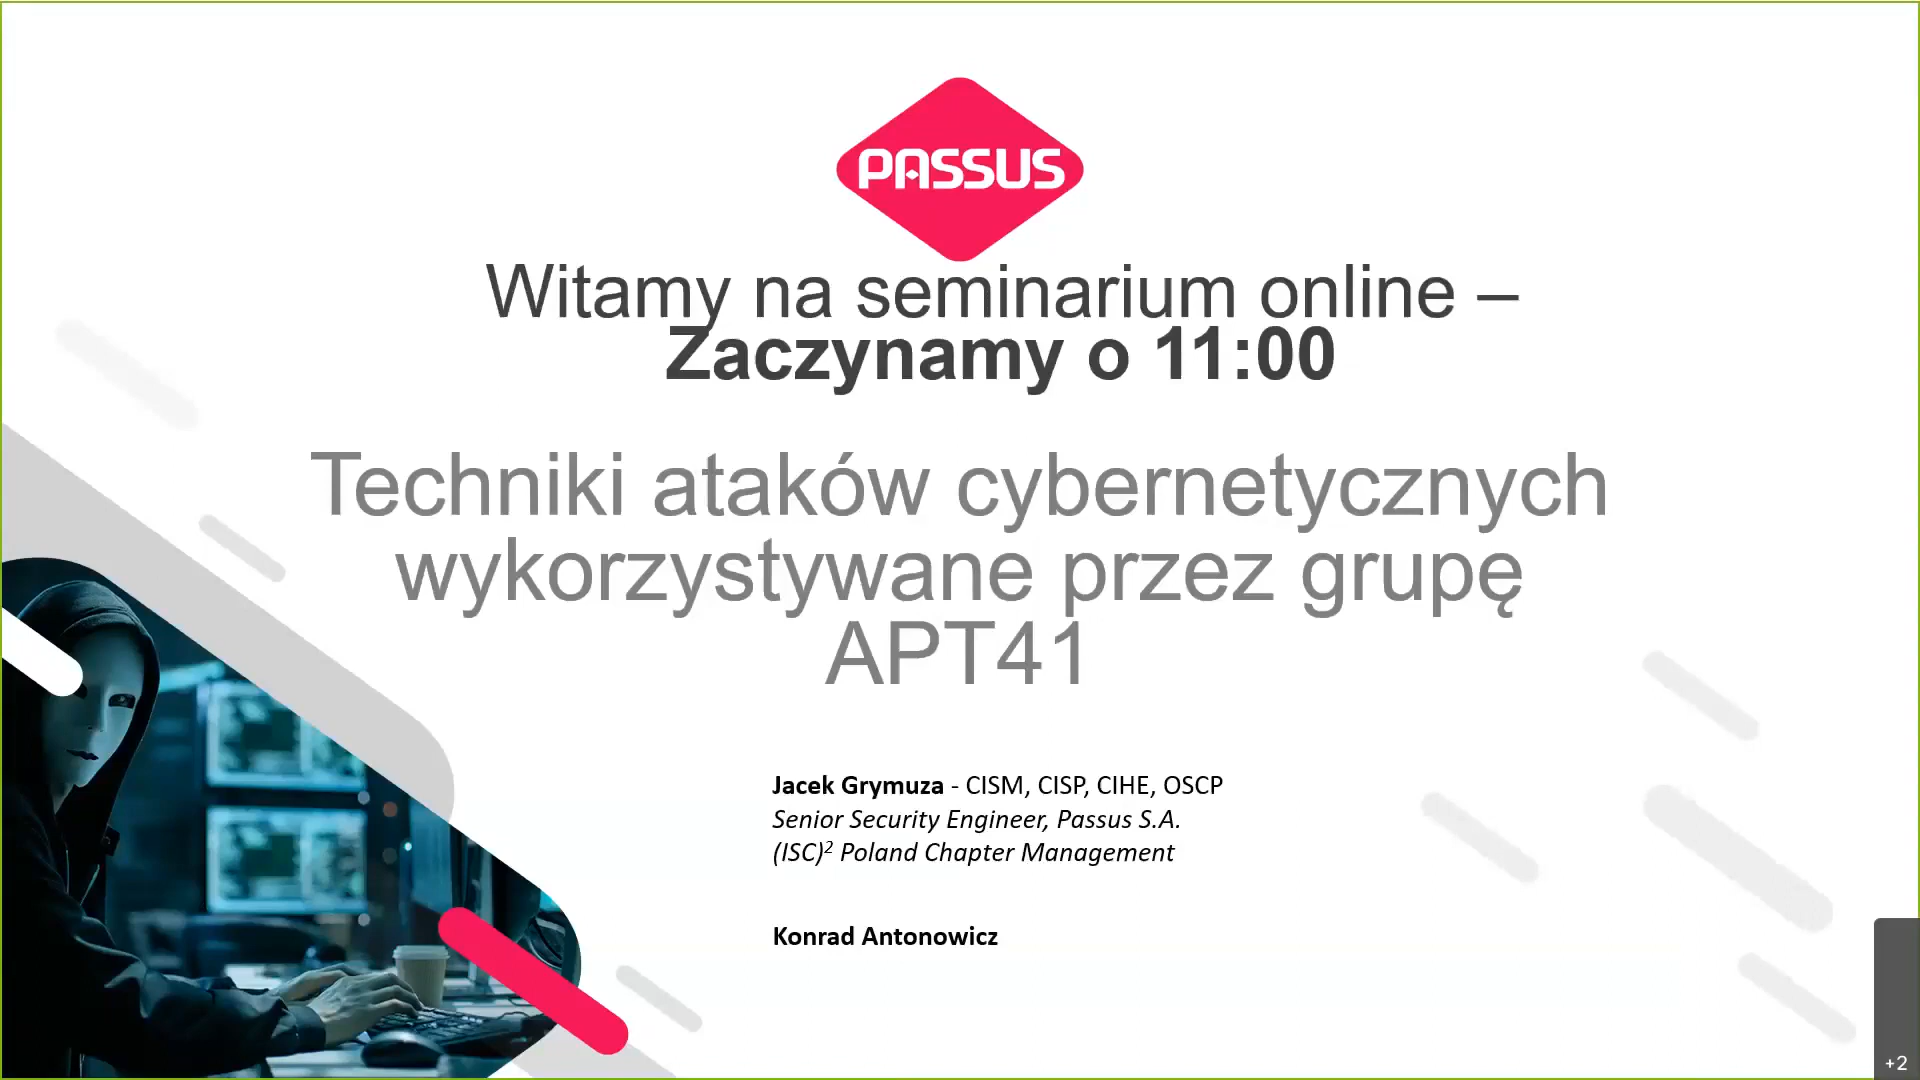 PASSUS
Witamy na seminarium online –
Zaczynamy o 11:00
Techniki ataków cybernetycznych
wykorzystywane przez grupę
APT41
Jacek Grymuza - CISM, CISP, CIHE, OSCP
Senior Security Engineer, Passus S.A.
(ISC)² Poland Chapter Management
Konrad Antonowicz
+2